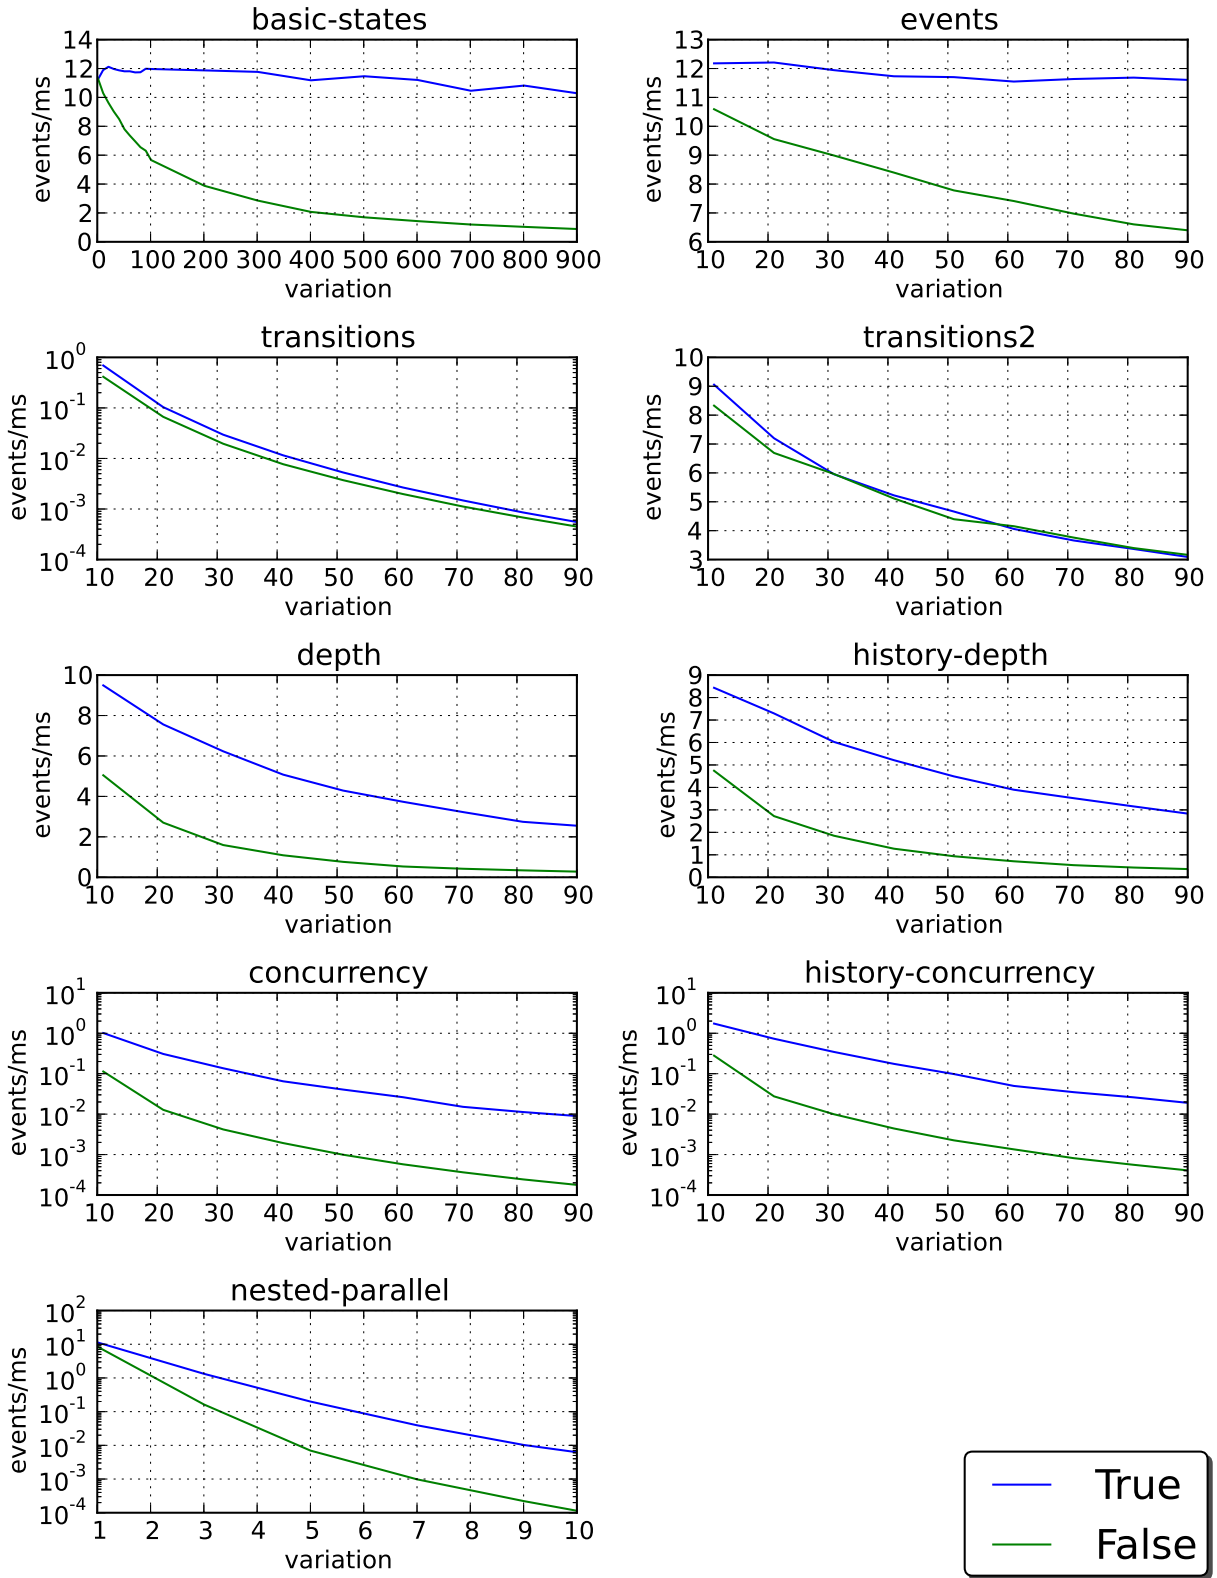 basic-states
14
12
10
8
6
4
2
0
events/ms
0 100 200 300 400 500 600 700 800 900
variation
events
13
12
11
10
9
8
7
6
events/ms
10 20 30 40 50 60 70 80 90
variation
transitions
10^0
10^-1
10^-2
10^-3
10^-4
events/ms
10 20 30 40 50 60 70 80 90
variation
transitions2
10
9
8
7
6
5
4
3
events/ms
10 20 30 40 50 60 70 80 90
variation
depth
10
8
6
4
2
0
events/ms
10 20 30 40 50 60 70 80 90
variation
history-depth
9
8
7
6
5
4
3
2
1
0
events/ms
10 20 30 40 50 60 70 80 90
variation
concurrency
10^1
10^0
10^-1
10^-2
10^-3
10^-4
events/ms
10 20 30 40 50 60 70 80 90
variation
history-concurrency
10^1
10^0
10^-1
10^-2
10^-3
10^-4
events/ms
10 20 30 40 50 60 70 80 90
variation
nested-parallel
10^2
10^1
10^0
10^-1
10^-2
10^-3
10^-4
events/ms
1 2 3 4 5 6 7 8 9 10
variation
True
False